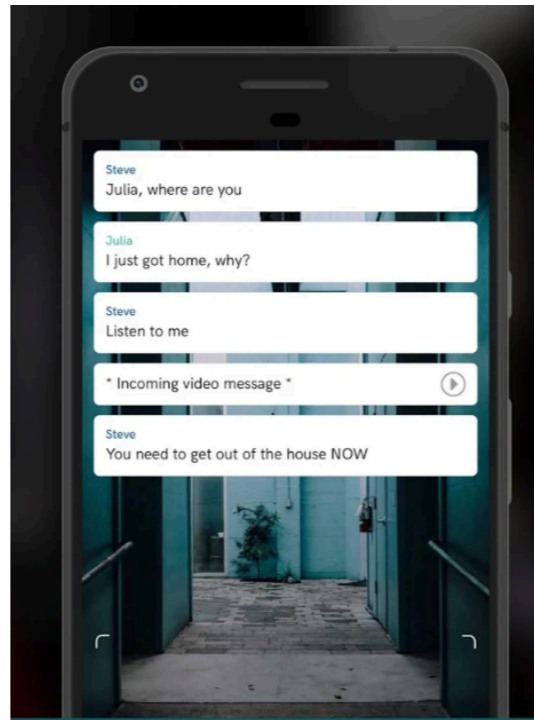 Steve
Julia, where are you
Julia
I just got home, why?
Steve
Listen to me
* Incoming video message *
Steve
You need to get out of the house NOW